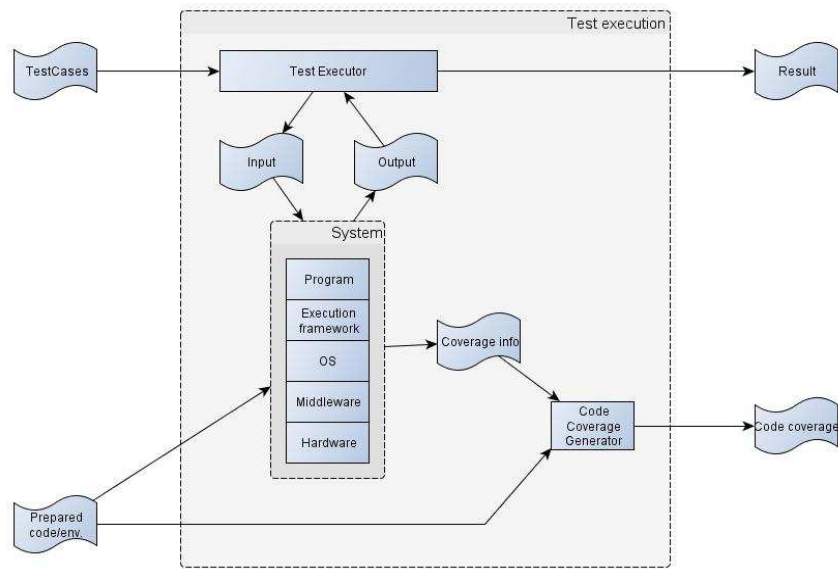 Test execution
TestCases
Test Executor
Result
Input
Output
System
Program
Execution
framework
OS
Middleware
Hardware
Coverage info
Code
Coverage
Generator
Code coverage
Prepared
code/env.